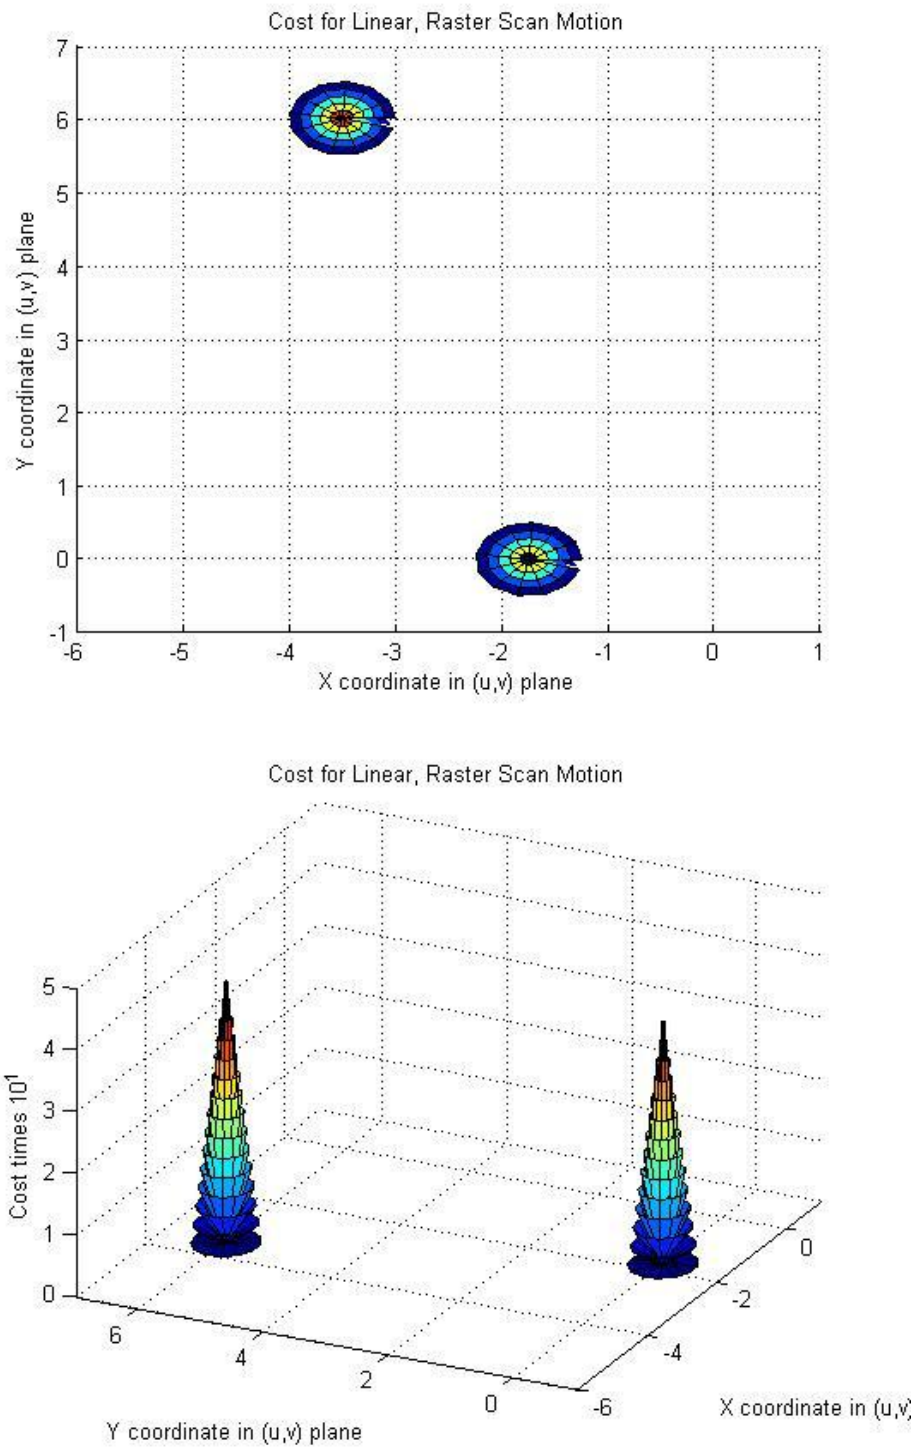 Cost for Linear, Raster Scan Motion
7
6
5
4
3
2
1
0
-1
Y coordinate in (u,v) plane
-6 -5 -4 -3 -2 -1 0 1
X coordinate in (u,v) plane
Cost for Linear, Raster Scan Motion
5
4
3
2
1
0
Cost times 10¹
6 4 2 0
Y coordinate in (u,v) plane
-6 -4 -2 0
X coordinate in (u,v)